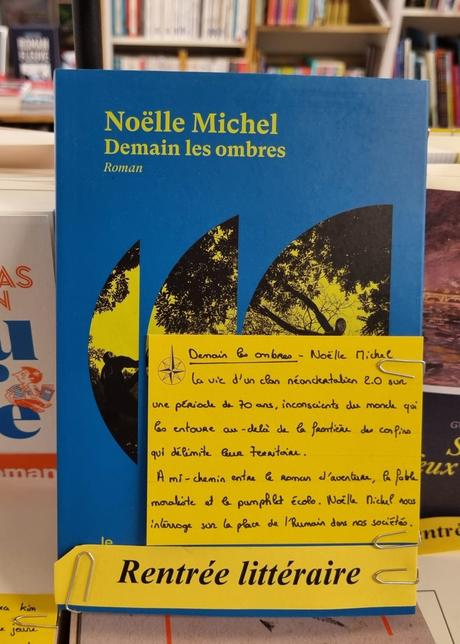 Noëlle Michel
Demain les ombres
Roman
Demain les ombres - Noëlle Michel
La vie d'un clan néandertalien 2.0 sur
une période de 70 ans, inconscients du monde qui
les entoure au-delà de la frontière des confins
qui délimite leur territoire.
A mi-chemin entre le roman d'aventure, la fable
moraliste et le pamphlet écolo. Noëlle Michel nous
interroge sur la place de l'Humain dans nos sociétés.
le
Rentrée littéraire